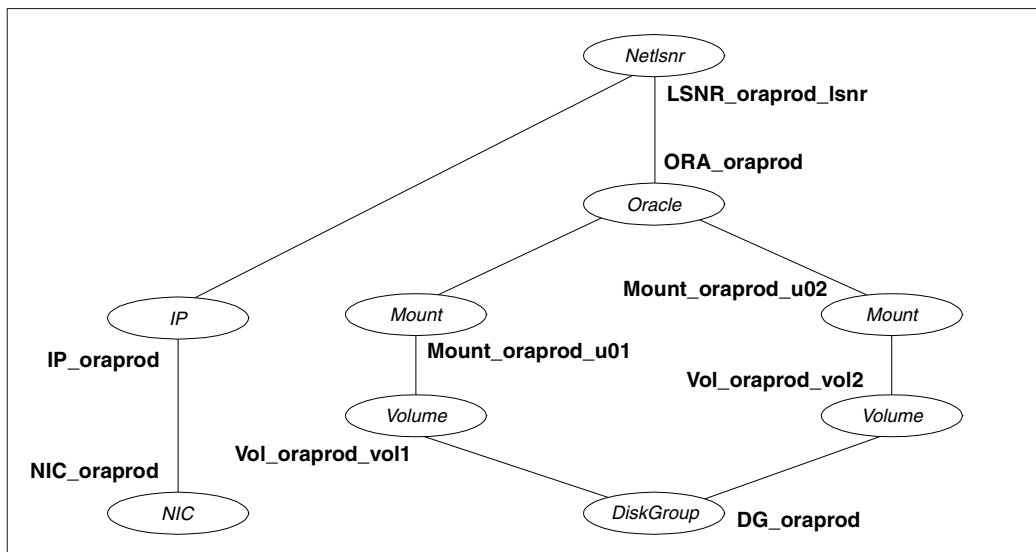 Netlsnr
LSNR_oraprod_lsnr
ORA_oraprod
Oracle
Mount_oraprod_u02
IP
Mount
Mount
IP_oraprod
Mount_oraprod_u01
Vol_oraprod_vol2
Volume
Volume
Vol_oraprod_vol1
NIC_oraprod
NIC
DiskGroup
DG_oraprod